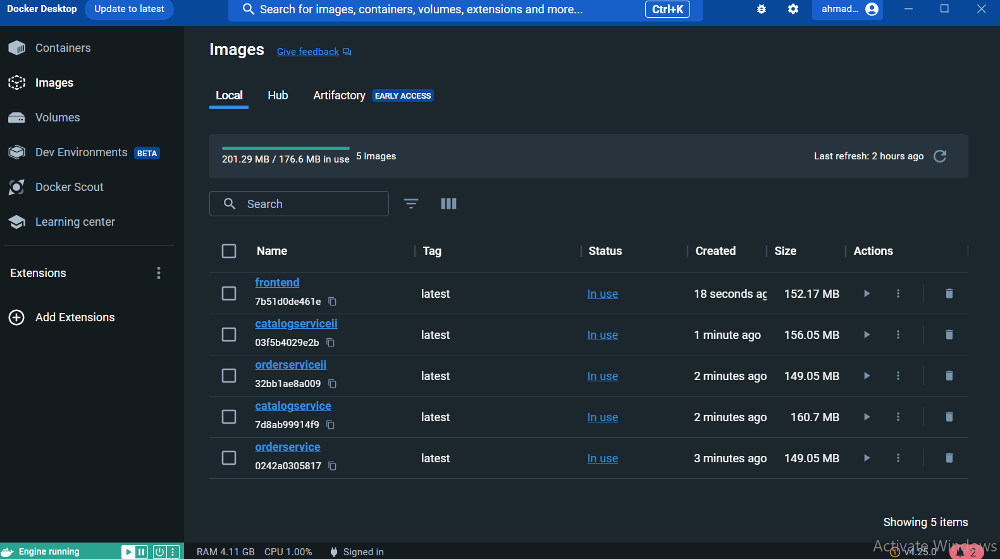 Docker Desktop Update to latest Search for images, containers, volumes, extensions and more... Ctrl+K ahmad...
Containers
Images
Volumes
Dev Environments BETA
Docker Scout
Learning center
Extensions
Add Extensions
Images Give feedback
Local Hub Artifactory EARLY ACCESS
201.29 MB / 176.6 MB in use 5 images Last refresh: 2 hours ago
Search
Name Tag Status Created Size Actions
frontend
7b51d0de461e latest In use 18 seconds ag 152.17 MB
catalogserviceii
03f5b4029e2b latest In use 1 minute ago 156.05 MB
orderserviceii
32bb1ae8a009 latest In use 2 minutes ago 149.05 MB
catalogservice
7d8ab99914f9 latest In use 2 minutes ago 160.7 MB
orderservice
0242a0305817 latest In use 3 minutes ago 149.05 MB
Showing 5 items
Activate Windows
Engine running RAM 4.11 GB CPU 1.00% Signed in v4.25.0 2